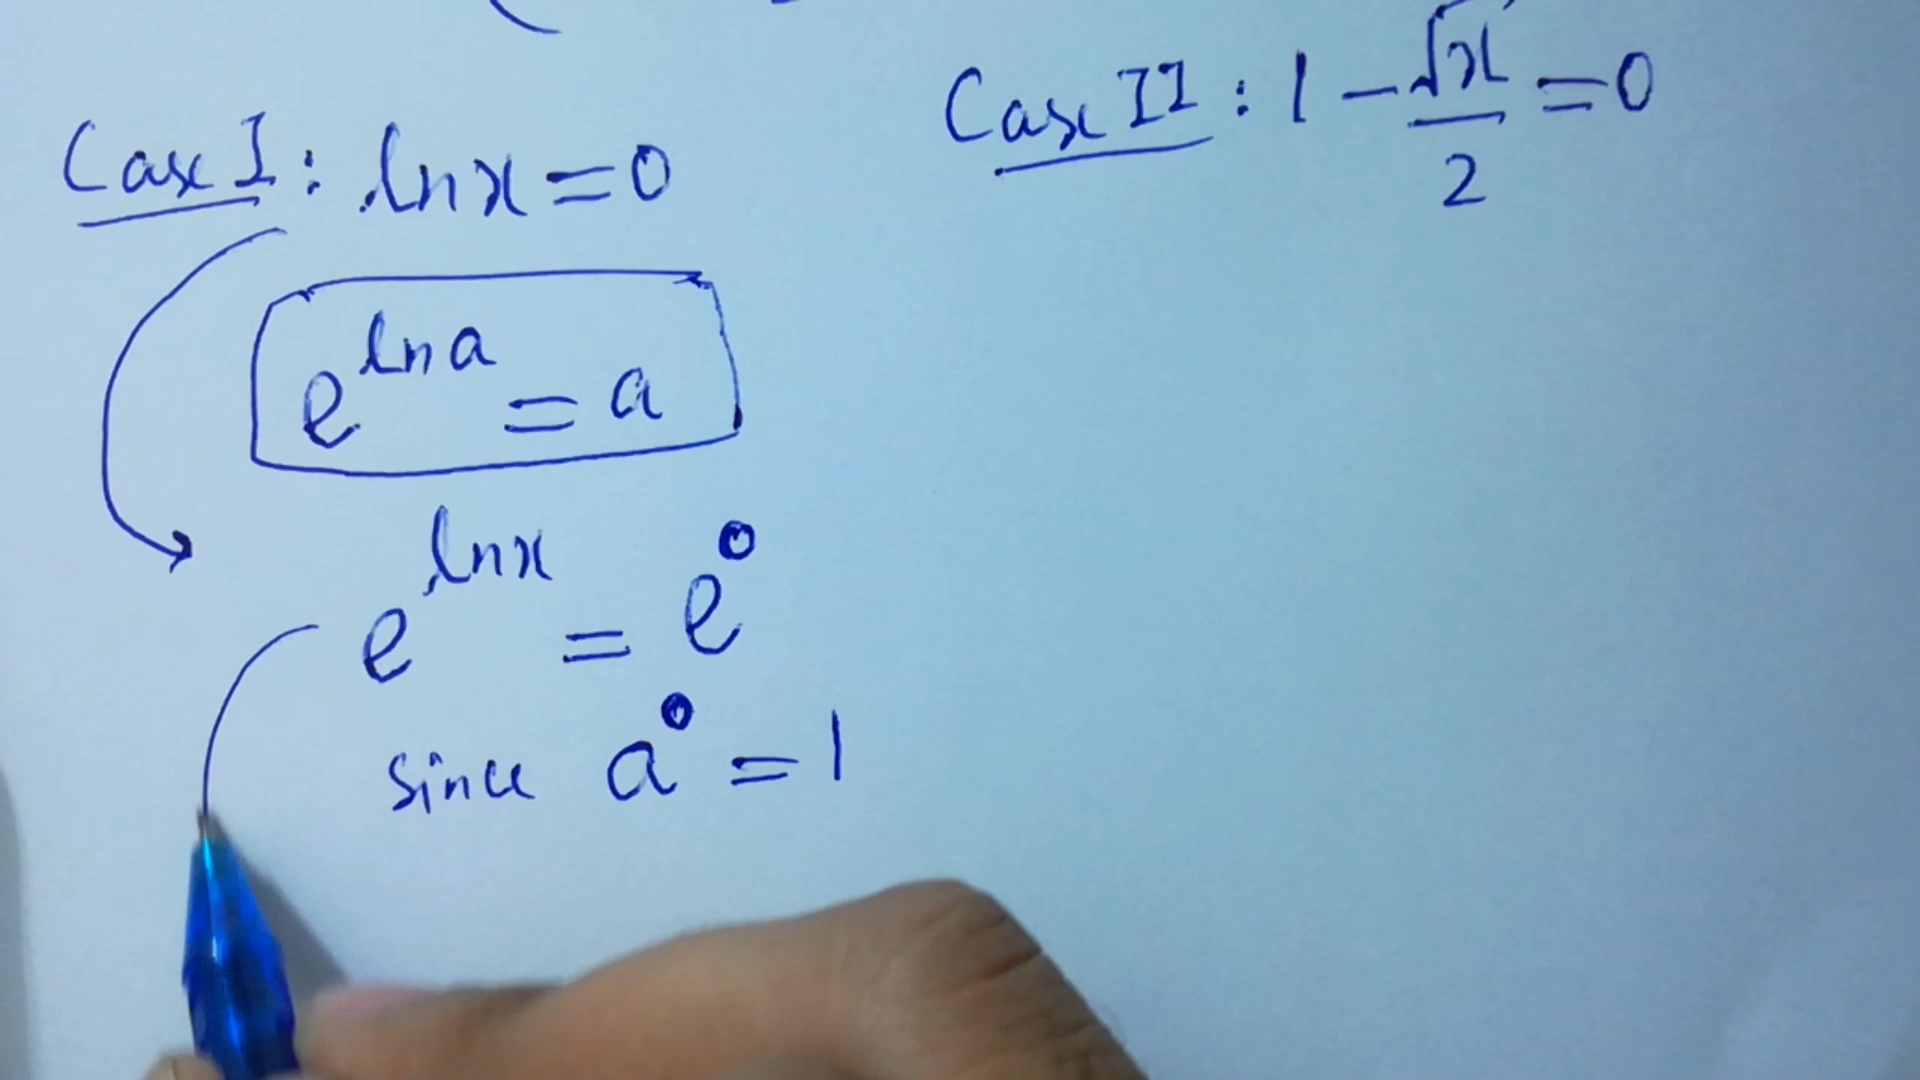 Case I : ln x = 0
e^{ln a} = a
e^{ln x} = e^0
since a^0 = 1
Case II : 1 - √x/2 = 0